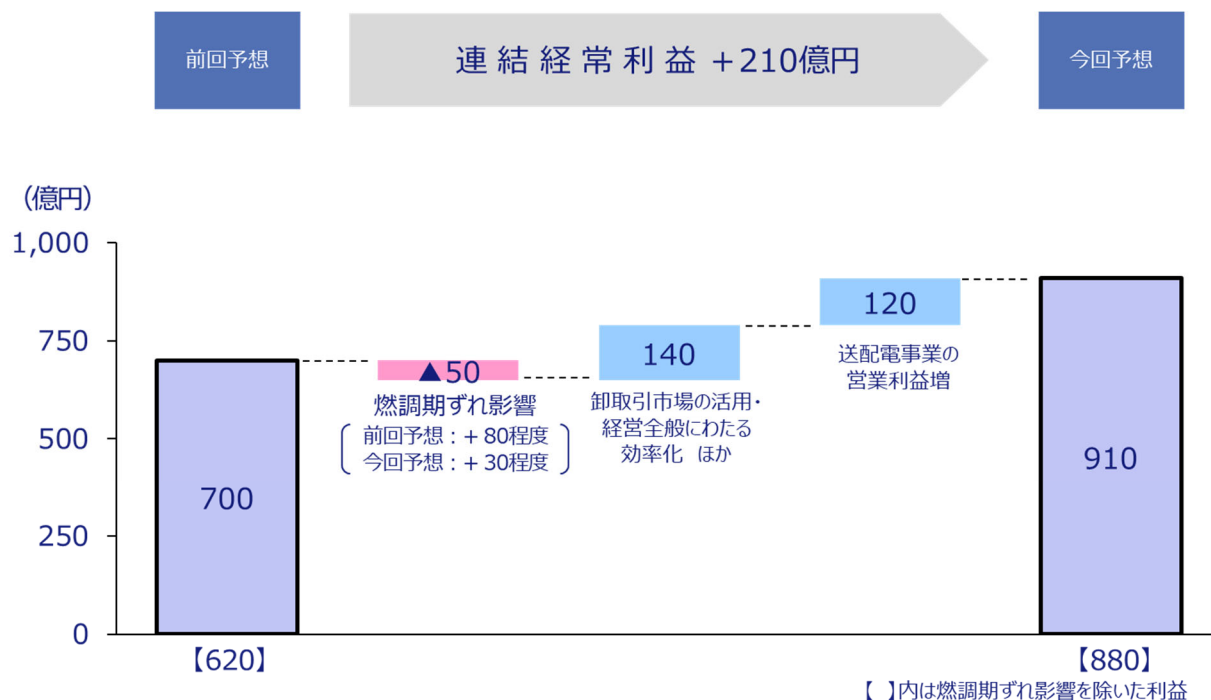 前回予想
連結経常利益 +210億円
今回予想
(億円)
1,000
750
500
250
0
700
▲50
燃調期ずれ影響
前回予想:+80程度
今回予想:+30程度
140
卸取引市場の活用・
経営全般にわたる
効率化 ほか
120
送配電事業の
営業利益増
910
【620】
【880】
【 】内は燃調期ずれ影響を除いた利益